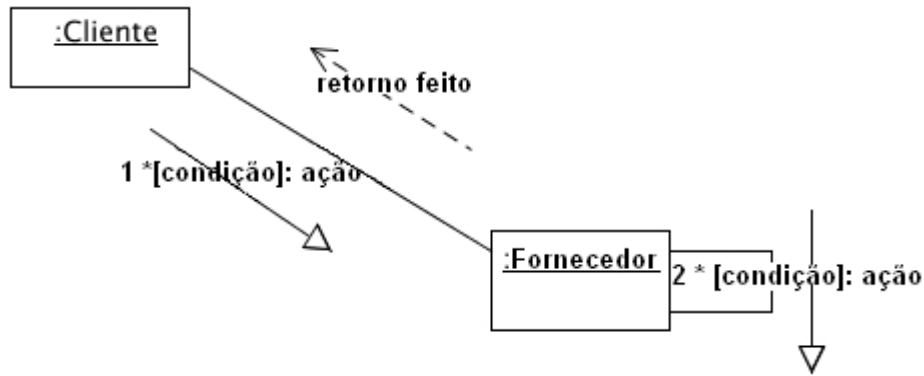 :Cliente
retorno feito
1 *[condição]: ação
:Fornecedor
2 * [condição]: ação